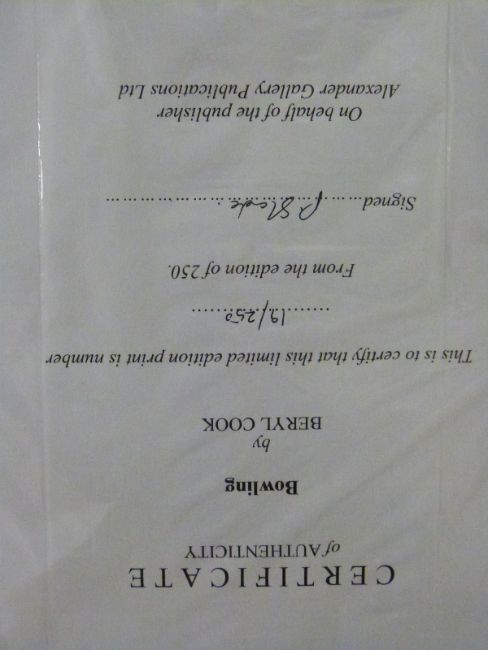 CERTIFICATE
of AUTHENTICITY
Bowling
by
BERYL COOK
This is to certify that this limited edition print is number
19/250
From the edition of 250.
Signed P Slade.
On behalf of the publisher
Alexander Gallery Publications Ltd